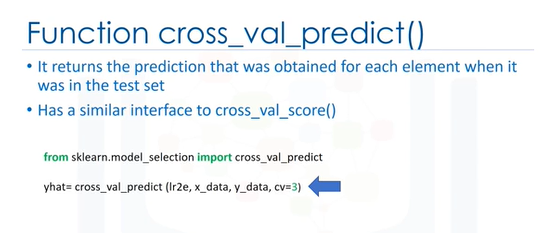 Function cross_val_predict()
• It returns the prediction that was obtained for each element when it
was in the test set
• Has a similar interface to cross_val_score()
from sklearn.model_selection import cross_val_predict
yhat= cross_val_predict (lr2e, x_data, y_data, cv=3)